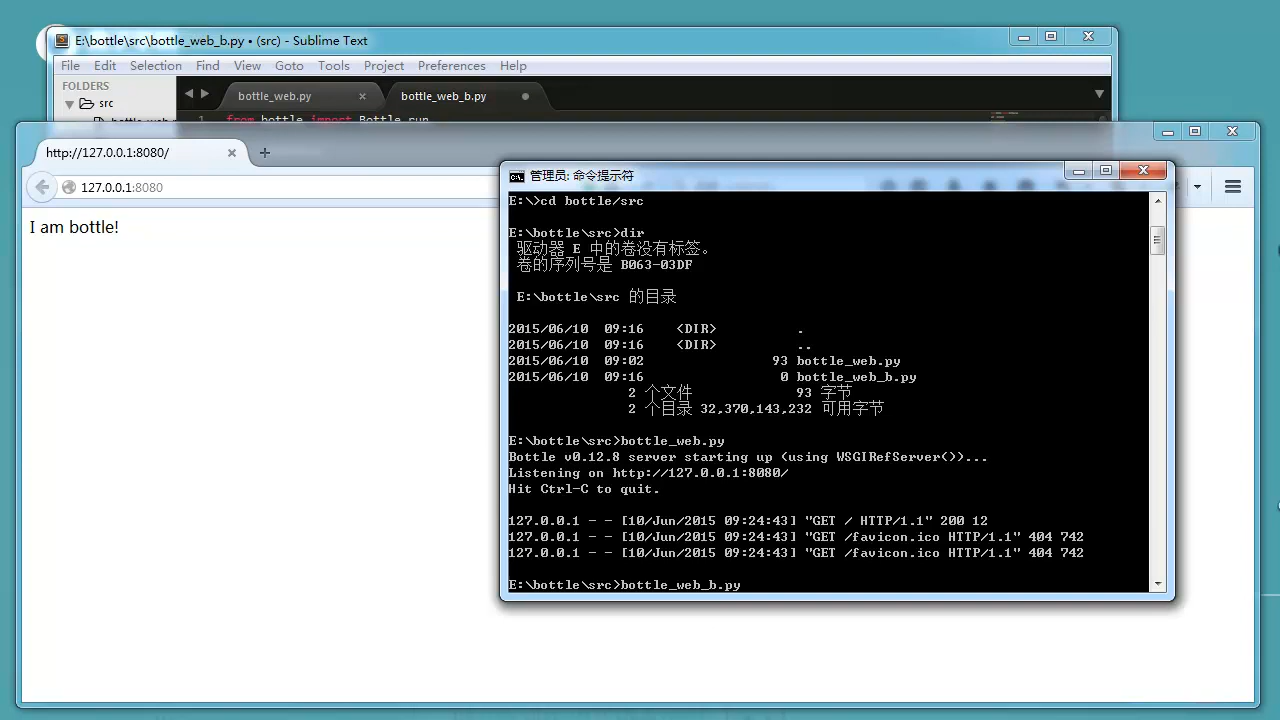 E:\bottle\src\bottle_web_b.py • (src) - Sublime Text
File Edit Selection Find View Goto Tools Project Preferences Help
FOLDERS
src
bottle_web.py
bottle_web_b.py
1 from bottle import Bottle,run
http://127.0.0.1:8080/
127.0.0.1:8080
I am bottle!
管理员: 命令提示符
E:\>cd bottle/src
E:\bottle\src>dir
驱动器 E 中的卷没有标签。
卷的序列号是 B063-03DF
E:\bottle\src 的目录
2015/06/10 09:16 <DIR> .
2015/06/10 09:16 <DIR> ..
2015/06/10 09:02 93 bottle_web.py
2015/06/10 09:16 0 bottle_web_b.py
2 个文件 93 字节
2 个目录 32,370,143,232 可用字节
E:\bottle\src>bottle_web.py
Bottle v0.12.8 server starting up (using WSGIRefServer())...
Listening on http://127.0.0.1:8080/
Hit Ctrl-C to quit.
127.0.0.1 - - [10/Jun/2015 09:24:43] "GET / HTTP/1.1" 200 12
127.0.0.1 - - [10/Jun/2015 09:24:43] "GET /favicon.ico HTTP/1.1" 404 742
127.0.0.1 - - [10/Jun/2015 09:24:43] "GET /favicon.ico HTTP/1.1" 404 742
E:\bottle\src>bottle_web_b.py